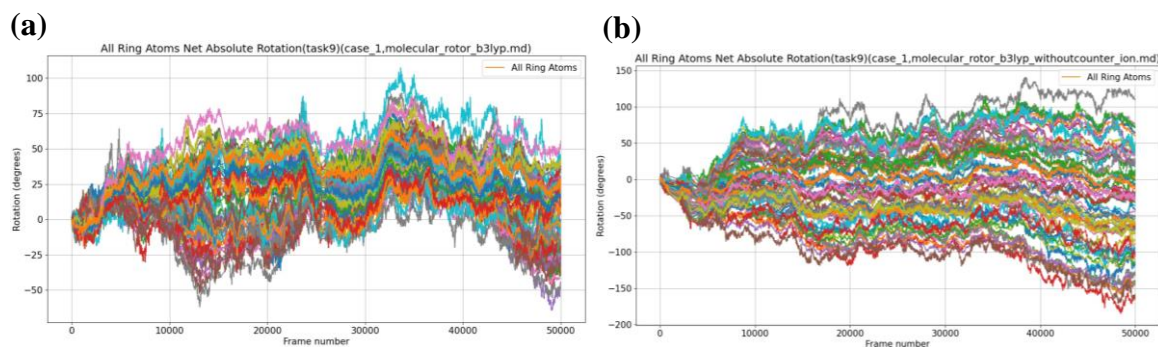 (a)
All Ring Atoms Net Absolute Rotation(task9)(case_1,molecular_rotor_b3lyp.md)
All Ring Atoms
100
75
50
25
0
−25
−50
Rotation (degrees)
0 10000 20000 30000 40000 50000
Frame number
(b)
All Ring Atoms Net Absolute Rotation(task9)(case_1,molecular_rotor_b3lyp_withoutcounter_ion.md)
All Ring Atoms
150
100
50
0
−50
−100
−150
−200
Rotation (degrees)
0 10000 20000 30000 40000 50000
Frame number